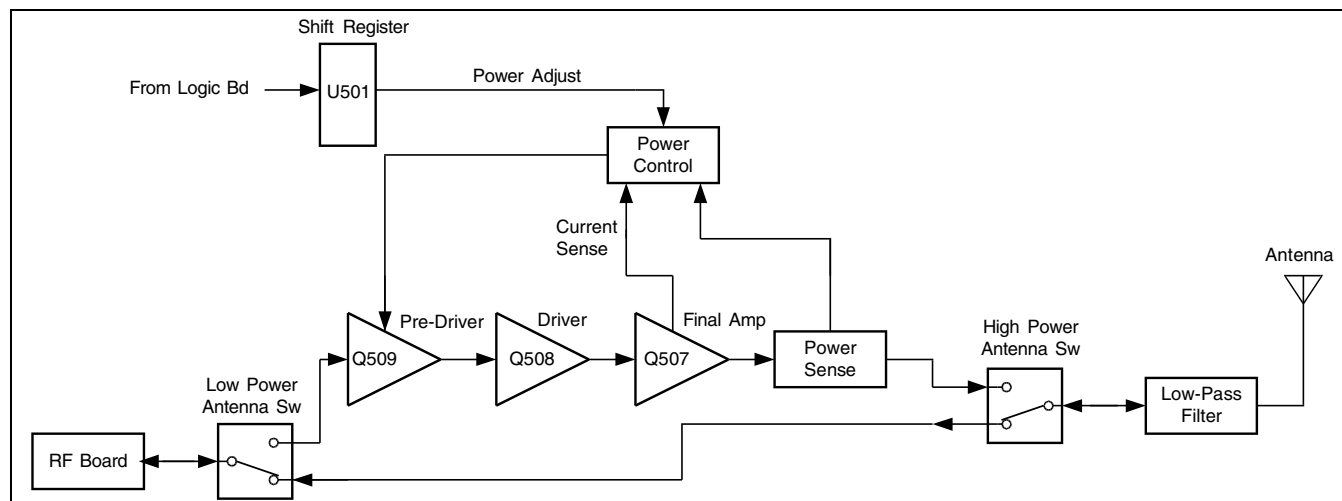 Shift Register
From Logic Bd
U501
Power Adjust
Power
Control
Current
Sense
Antenna
Pre-Driver
Driver
Final Amp
High Power
Antenna Sw
Q509
Q508
Q507
Power
Sense
Low Power
Antenna Sw
Low-Pass
Filter
RF Board